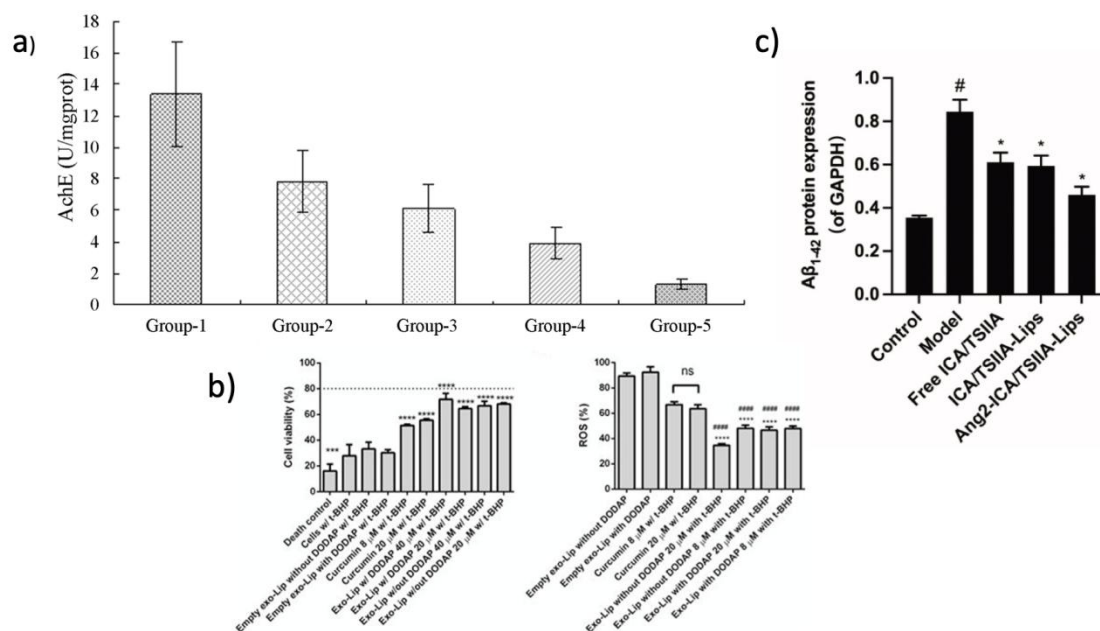 a)
AchE (U/mgprot)
18
16
14
12
10
8
6
4
2
0
Group-1 Group-2 Group-3 Group-4 Group-5
b)
Cell viability (%)
100
80
60
40
20
0
***
****
****
****
****
****
****
Death control
Cells w/ t-BHP
Empty exo-Lip without DODAP w/ t-BHP
Empty exo-Lip with DODAP w/ t-BHP
Curcumin 8 µM w/ t-BHP
Curcumin 20 µM w/ t-BHP
Exo-Lip w/ DODAP 40 µM w/ t-BHP
Exo-Lip w/ DODAP 20 µM w/ t-BHP
Exo-Lip w/out DODAP 40 µM w/ t-BHP
Exo-Lip w/out DODAP 20 µM w/ t-BHP
ROS (%)
100
80
60
40
20
0
ns
####
****
####
****
####
****
####
****
Empty exo-Lip without DODAP
Empty exo-Lip with DODAP
Curcumin 8 µM w/ t-BHP
Curcumin 20 µM w/ t-BHP
Exo-Lip without DODAP 20 µM with t-BHP
Exo-Lip without DODAP 8 µM with t-BHP
Exo-Lip with DODAP 20 µM with t-BHP
Exo-Lip with DODAP 8 µM with t-BHP
c)
Aβ1-42 protein expression
(of GAPDH)
1.0
0.8
0.6
0.4
0.2
0.0
#
*
*
*
Control
Model
Free ICA/TSIIA
ICA/TSIIA-Lips
Ang2-ICA/TSIIA-Lips